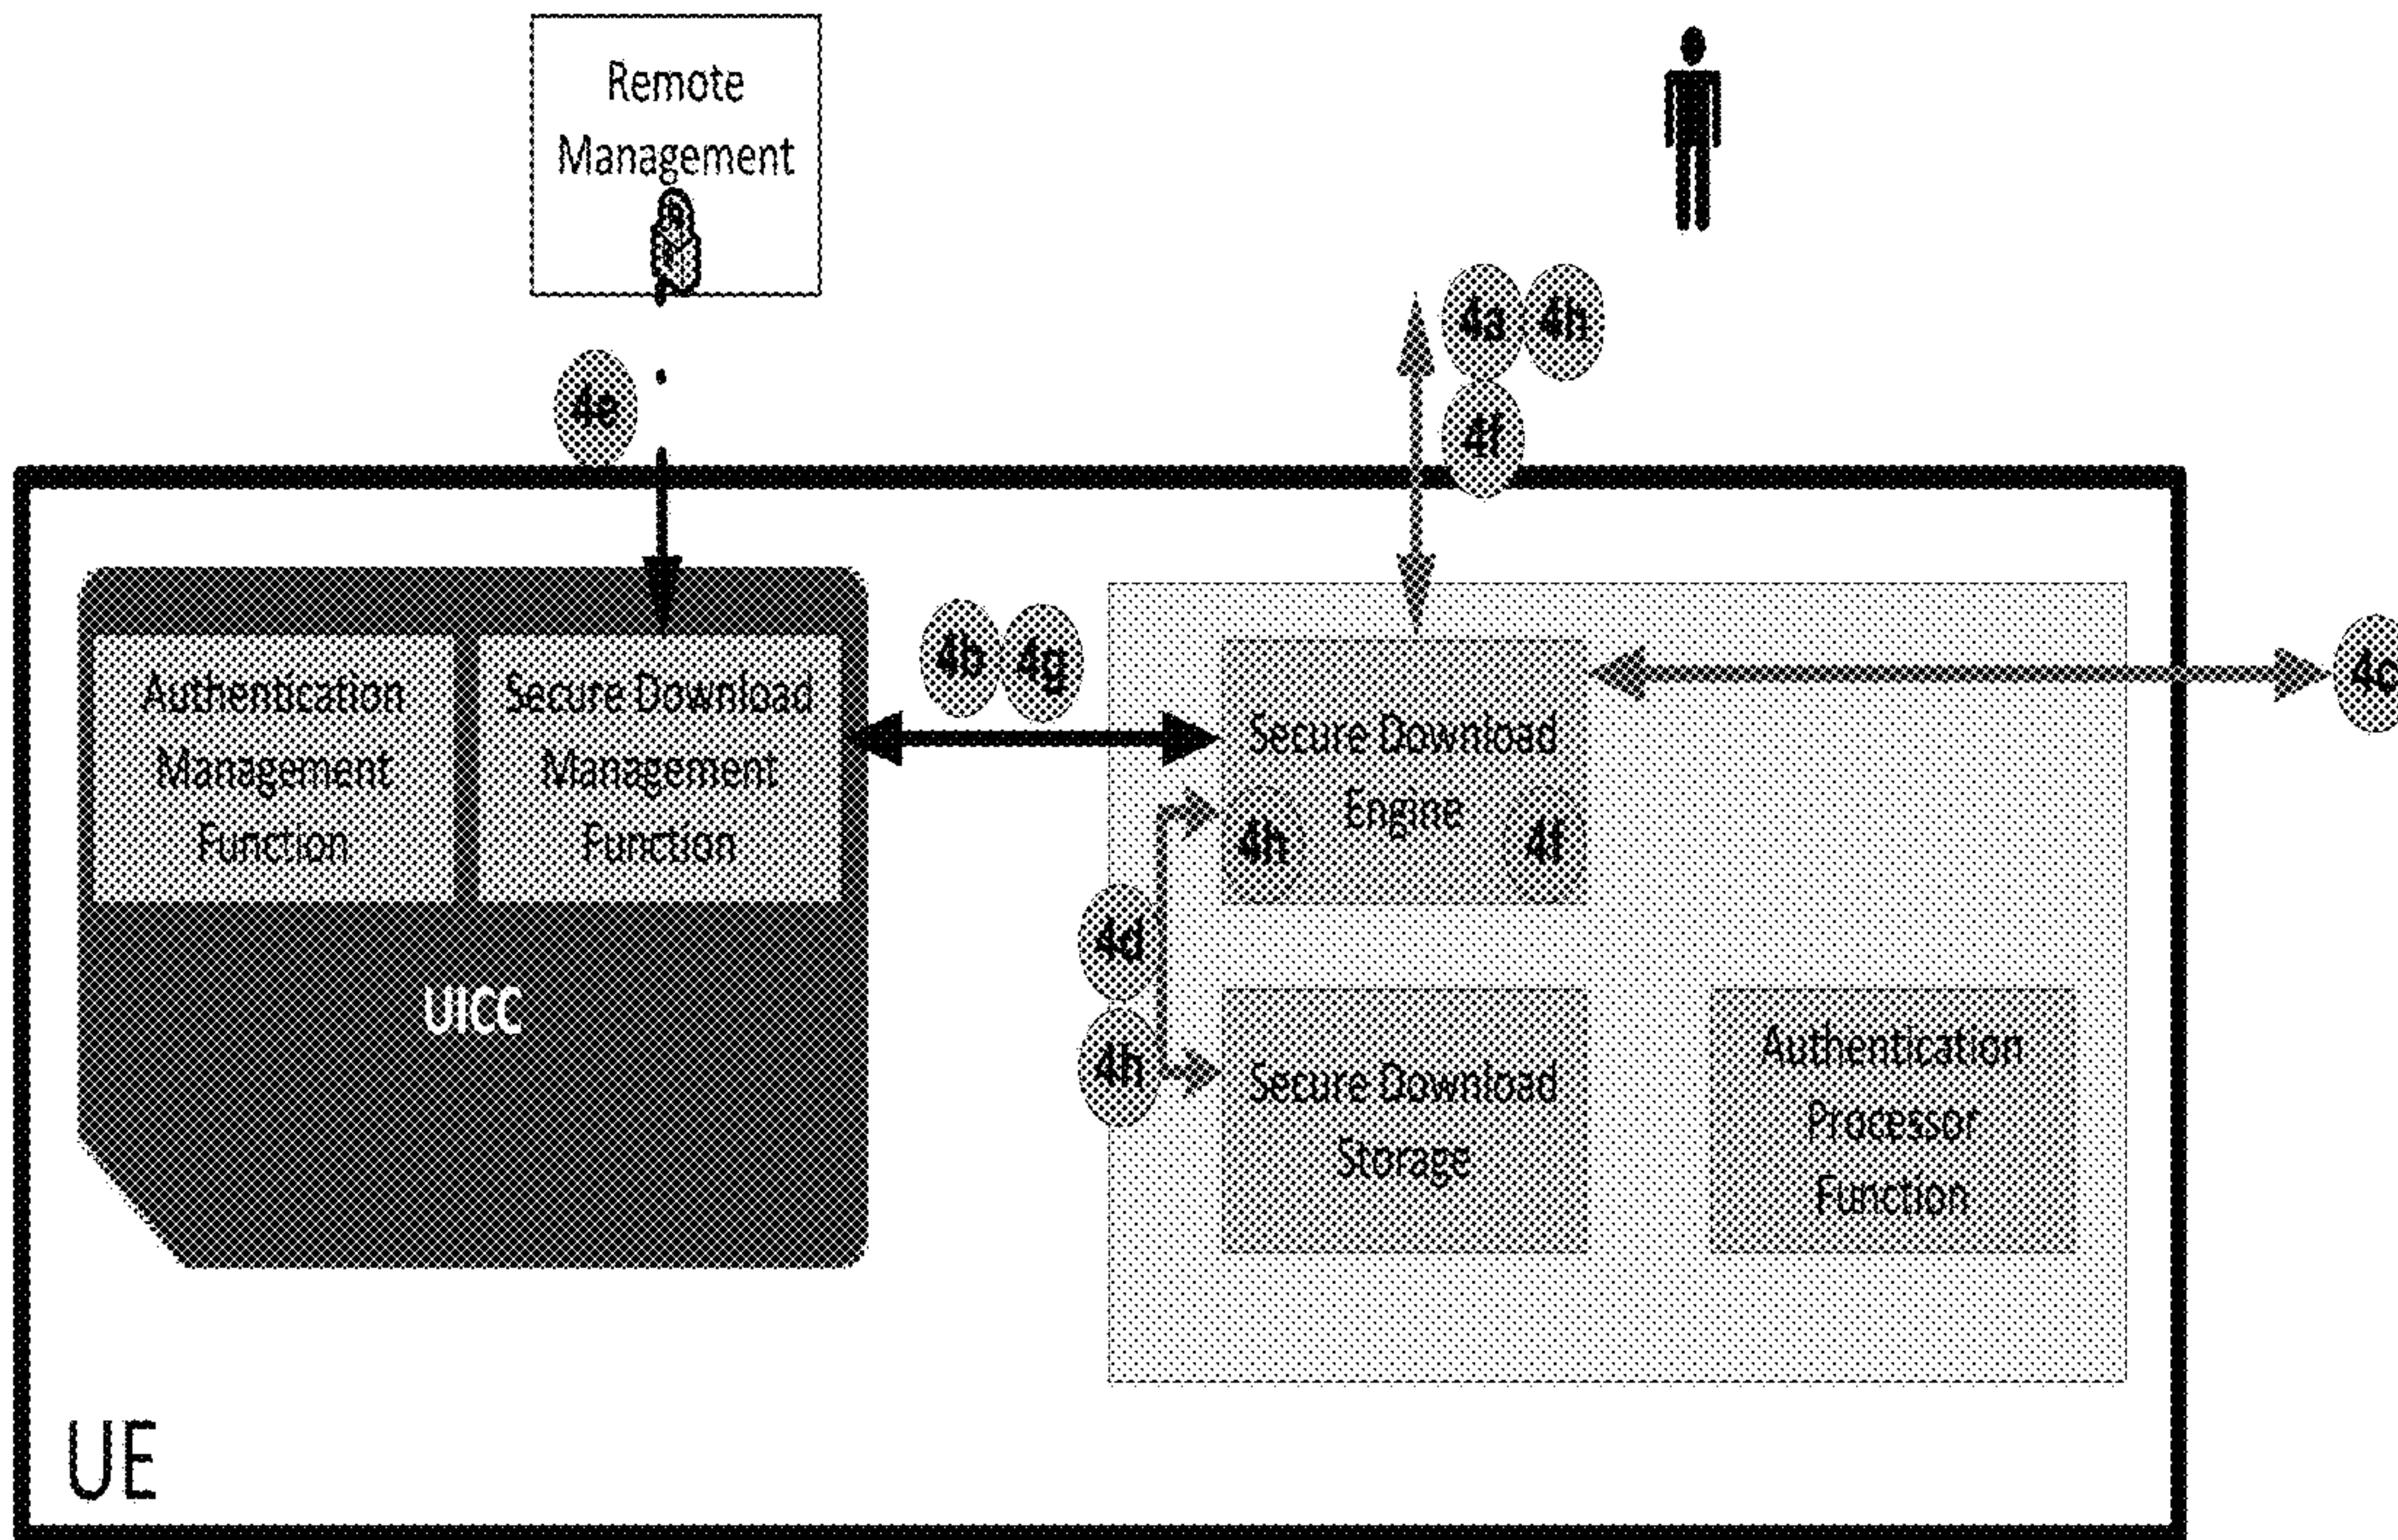 Remote
Management
4a 4h
4e
4f
4b 4g
4c
Authentication
Management
Function
Secure Download
Management
Function
Secure Download
Engine
4h 4f
4d
UICC
4h
Secure Download
Storage
Authentication
Processor
Function
UE